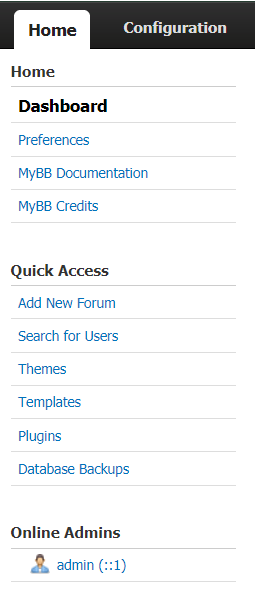 Home Configuration
Home
Dashboard
Preferences
MyBB Documentation
MyBB Credits
Quick Access
Add New Forum
Search for Users
Themes
Templates
Plugins
Database Backups
Online Admins
admin (::1)